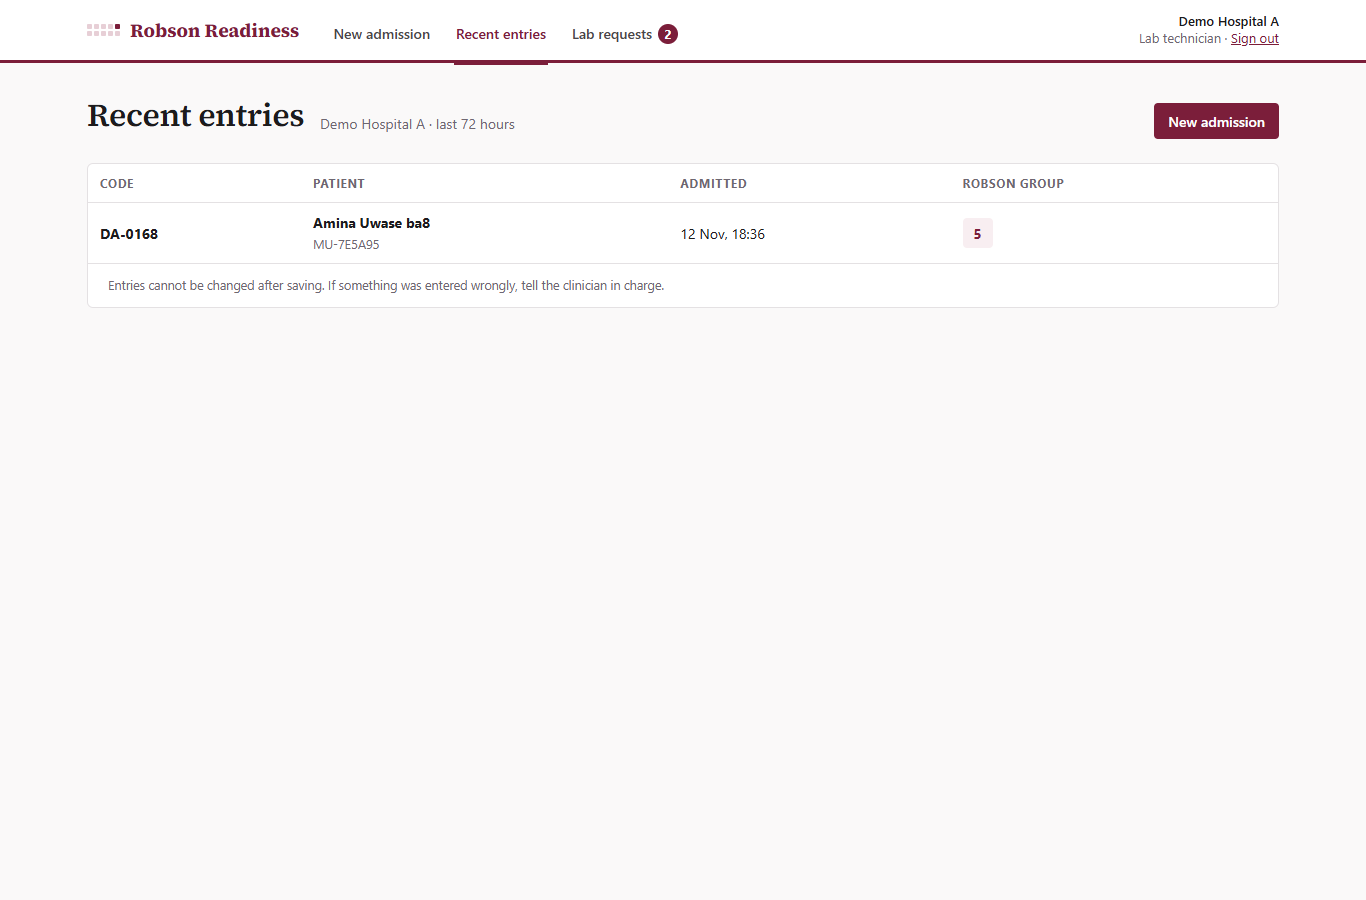 Robson Readiness
New admission
Recent entries
Lab requests 2
Demo Hospital A
Lab technician · Sign out
Recent entries
Demo Hospital A · last 72 hours
New admission
CODE PATIENT ADMITTED ROBSON GROUP
DA-0168 Amina Uwase ba8 12 Nov, 18:36 5
MU-7E5A95
Entries cannot be changed after saving. If something was entered wrongly, tell the clinician in charge.